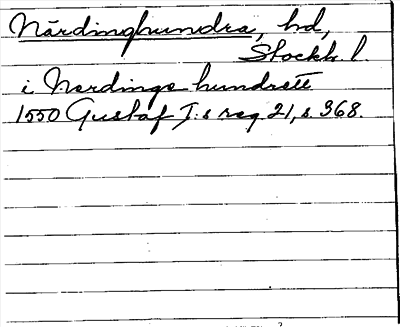 Närdinghundra, hd,
Stockh. l.
i Nerdinge hundrett
1550 Gustaf I:s reg 21, s. 368.